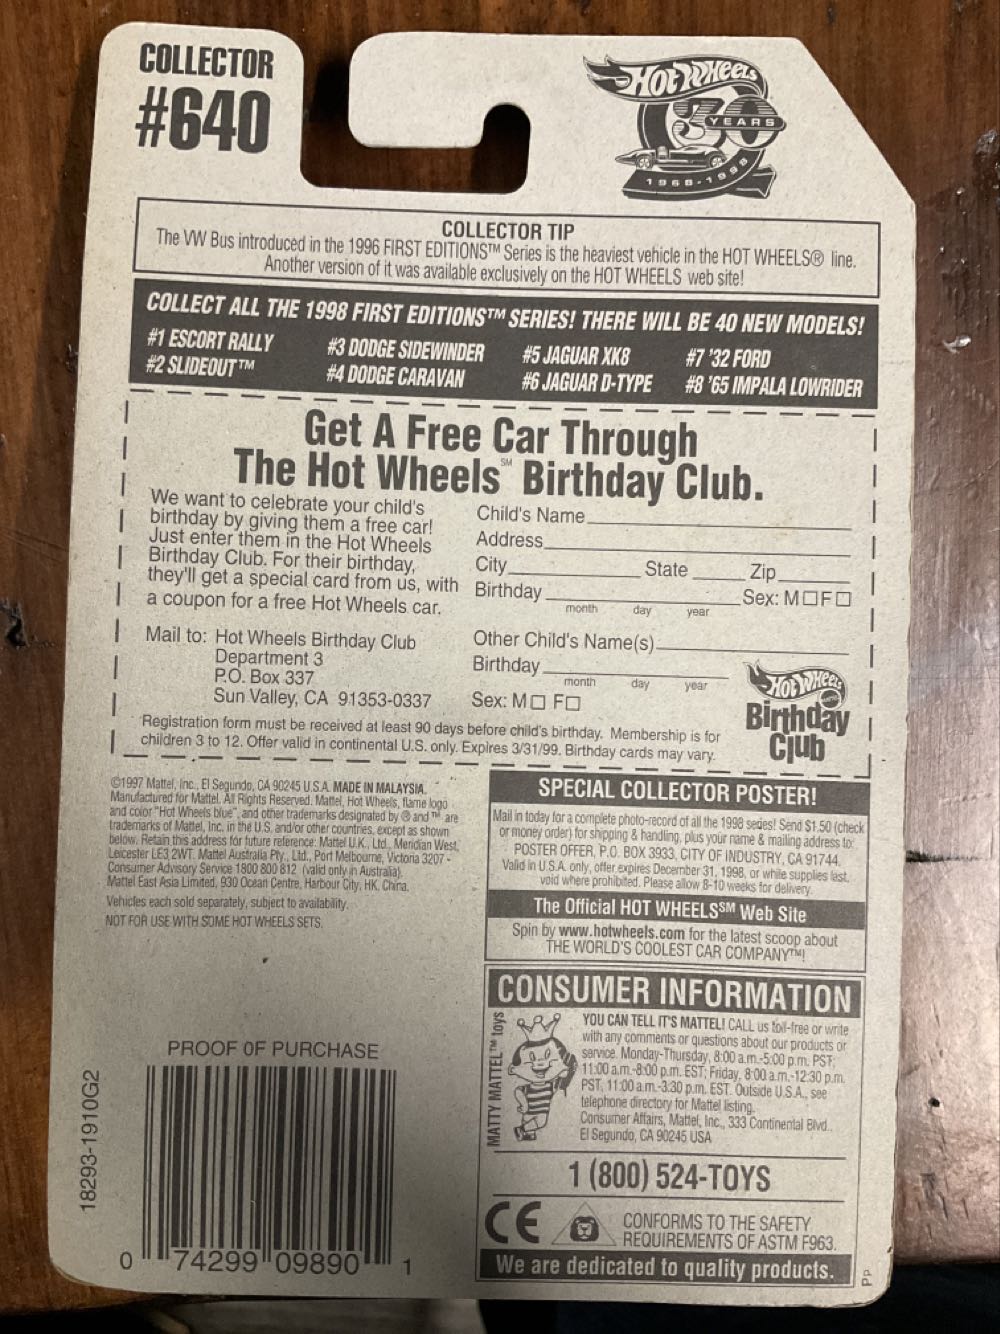 COLLECTOR
#640
HOT WHEELS
30
YEARS
1968-1998
COLLECTOR TIP
The VW Bus introduced in the 1996 FIRST EDITIONS™ Series is the heaviest vehicle in the HOT WHEELS® line.
Another version of it was available exclusively on the HOT WHEELS web site!
COLLECT ALL THE 1998 FIRST EDITIONS™ SERIES! THERE WILL BE 40 NEW MODELS!
#1 ESCORT RALLY
#2 SLIDEOUT™
#3 DODGE SIDEWINDER
#4 DODGE CARAVAN
#5 JAGUAR XK8
#6 JAGUAR D-TYPE
#7 '32 FORD
#8 '65 IMPALA LOWRIDER
Get A Free Car Through
The Hot Wheels℠ Birthday Club.
We want to celebrate your child's
birthday by giving them a free car!
Just enter them in the Hot Wheels
Birthday Club. For their birthday,
they'll get a special card from us, with
a coupon for a free Hot Wheels car.
Mail to: Hot Wheels Birthday Club
Department 3
P.O. Box 337
Sun Valley, CA 91353-0337
Child's Name
Address
City State Zip
Birthday Sex: M☐F☐
month day year
Other Child's Name(s)
Birthday
month day year
Sex: M☐ F☐
HOT WHEELS
Birthday
Club
Registration form must be received at least 90 days before child's birthday. Membership is for
children 3 to 12. Offer valid in continental U.S. only. Expires 3/31/99. Birthday cards may vary.
©1997 Mattel, Inc., El Segundo, CA 90245 U.S.A. MADE IN MALAYSIA.
Manufactured for Mattel. All Rights Reserved. Mattel, Hot Wheels, flame logo
and color "Hot Wheels blue", and other trademarks designated by ® and ™ are
trademarks of Mattel, Inc. in the U.S. and/or other countries, except as shown
below. Retain this address for future reference: Mattel U.K., Ltd., Meridian West,
Leicester LE3 2WT. Mattel Australia Pty., Ltd., Port Melbourne, Victoria 3207 -
Consumer Advisory Service 1800 800 812 (valid only in Australia).
Mattel East Asia Limited, 930 Ocean Centre, Harbour City, HK, China.
Vehicles each sold separately, subject to availability.
NOT FOR USE WITH SOME HOT WHEELS SETS.
SPECIAL COLLECTOR POSTER!
Mail in today for a complete photo-record of all the 1998 series! Send $1.50 (check
or money order) for shipping & handling, plus your name & mailing address to:
POSTER OFFER, P.O. BOX 3933, CITY OF INDUSTRY, CA 91744.
Valid in U.S.A. only, offer expires December 31, 1998, or while supplies last,
void where prohibited. Please allow 8-10 weeks for delivery.
The Official HOT WHEELS℠ Web Site
Spin by www.hotwheels.com for the latest scoop about
THE WORLD'S COOLEST CAR COMPANY™!
CONSUMER INFORMATION
MATTY MATTEL™ toys
YOU CAN TELL IT'S MATTEL! CALL us toll-free or write
with any comments or questions about our products or
service. Monday-Thursday, 8:00 a.m.-5:00 p.m. PST;
11:00 a.m.-8:00 p.m. EST; Friday, 8:00 a.m.-12:30 p.m.
PST, 11:00 a.m.-3:30 p.m. EST. Outside U.S.A., see
telephone directory for Mattel listing.
Consumer Affairs, Mattel, Inc., 333 Continental Blvd.,
El Segundo, CA 90245 USA
1 (800) 524-TOYS
CE
CONFORMS TO THE SAFETY
REQUIREMENTS OF ASTM F963.
We are dedicated to quality products.
PP
PROOF OF PURCHASE
18293-1910G2
0 74299 09890 1